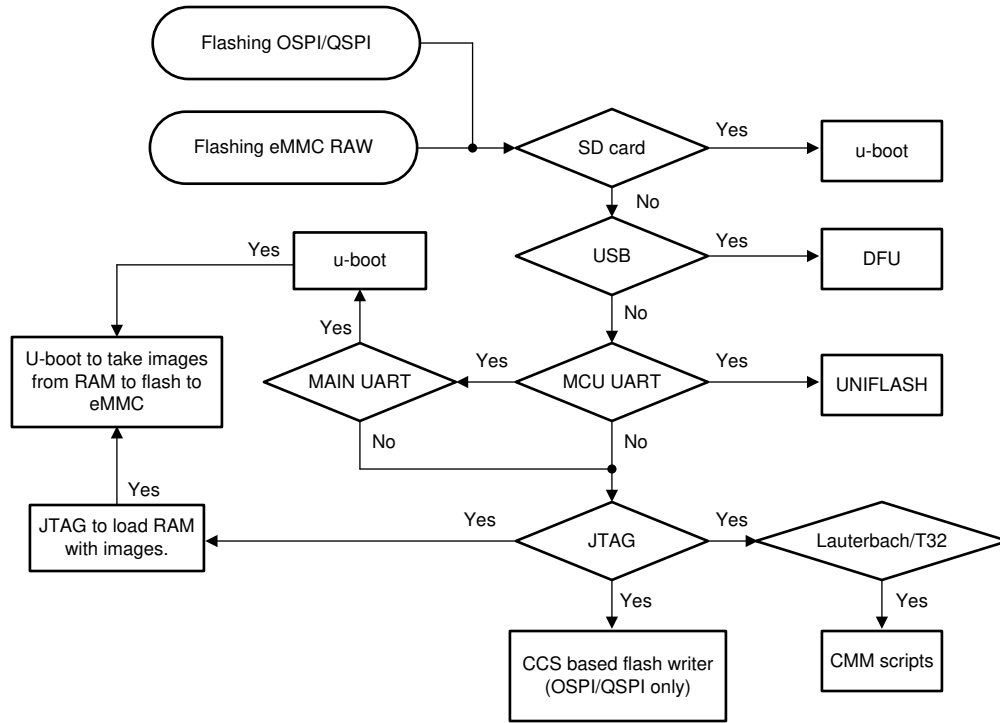 Flashing OSPI/QSPI
Flashing eMMC RAW
SD card
Yes
u-boot
No
Yes
u-boot
USB
Yes
DFU
No
Yes
U-boot to take images
from RAM to flash to
eMMC
MAIN UART
Yes
MCU UART
Yes
UNIFLASH
No
No
Yes
JTAG to load RAM
with images.
Yes
JTAG
Yes
Lauterbach/T32
Yes
Yes
CCS based flash writer
(OSPI/QSPI only)
CMM scripts